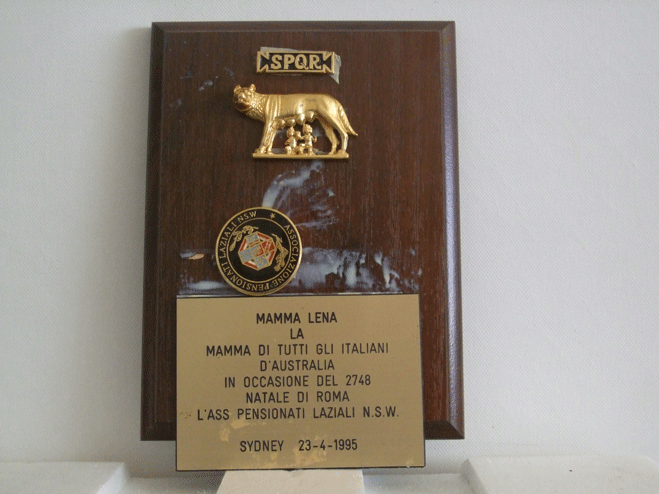 S.P.Q.R.
ASSOCIAZIONE PENSIONATI LAZIALI NSW
MAMMA LENA
LA
MAMMA DI TUTTI GLI ITALIANI
D'AUSTRALIA
IN OCCASIONE DEL 2748
NATALE DI ROMA
L'ASS PENSIONATI LAZIALI N.S.W.
SYDNEY 23-4-1995